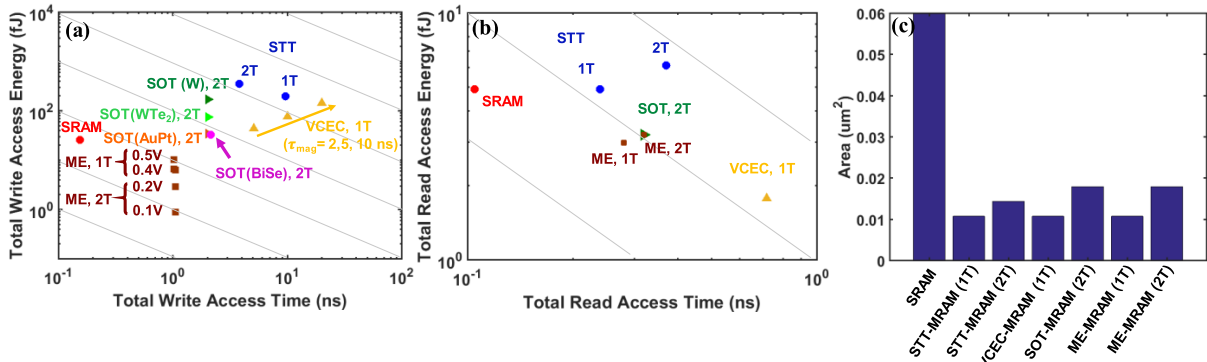 (a)
Total Write Access Energy (fJ)
10^4
10^2
10^0
STT
2T
1T
SOT (W), 2T
SOT(WTe2), 2T
SRAM
SOT(AuPt), 2T
VCEC, 1T
(τmag = 2,5, 10 ns)
ME, 1T
0.5V
0.4V
SOT(BiSe), 2T
ME, 2T
0.2V
0.1V
10^-1
10^0
10^1
10^2
Total Write Access Time (ns)
(b)
Total Read Access Energy (fJ)
10^1
10^0
STT
2T
1T
SRAM
SOT, 2T
ME, 1T
ME, 2T
VCEC, 1T
10^-1
10^0
Total Read Access Time (ns)
(c)
Area (um^2)
0.06
0.05
0.04
0.03
0.02
0.01
0
SRAM
STT-MRAM (1T)
STT-MRAM (2T)
VCEC-MRAM (1T)
SOT-MRAM (2T)
ME-MRAM (1T)
ME-MRAM (2T)